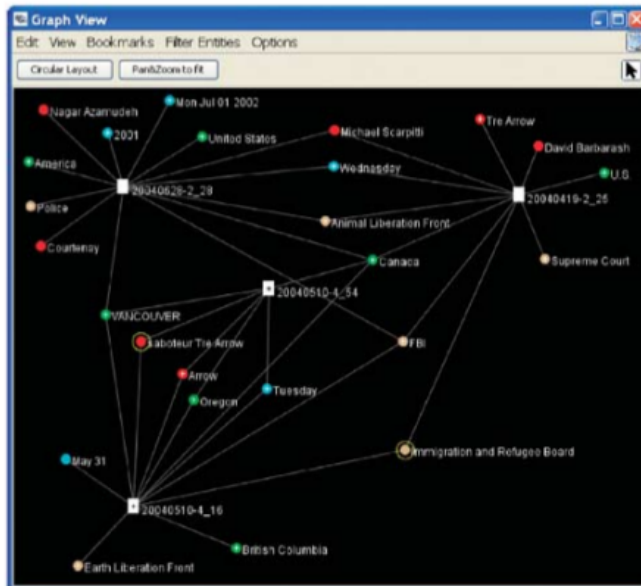 Graph View
Edit View Bookmarks Filter Entities Options
Circular Layout Pan&Zoom to fit
Nagar Azamudeh
Mon Jul 01 2002
2001
United States
Michael Scarpitti
Tre Arrow
David Barbarash
America
Wednesday
U.S.
20040628-2_28
20040419-2_25
Police
Animal Liberation Front
Courtenay
Canada
Supreme Court
20040510-4_54
VANCOUVER
saboteur Tre Arrow
FBI
Arrow
Tuesday
Oregon
May 31
Immigration and Refugee Board
20040510-4_16
British Columbia
Earth Liberation Front